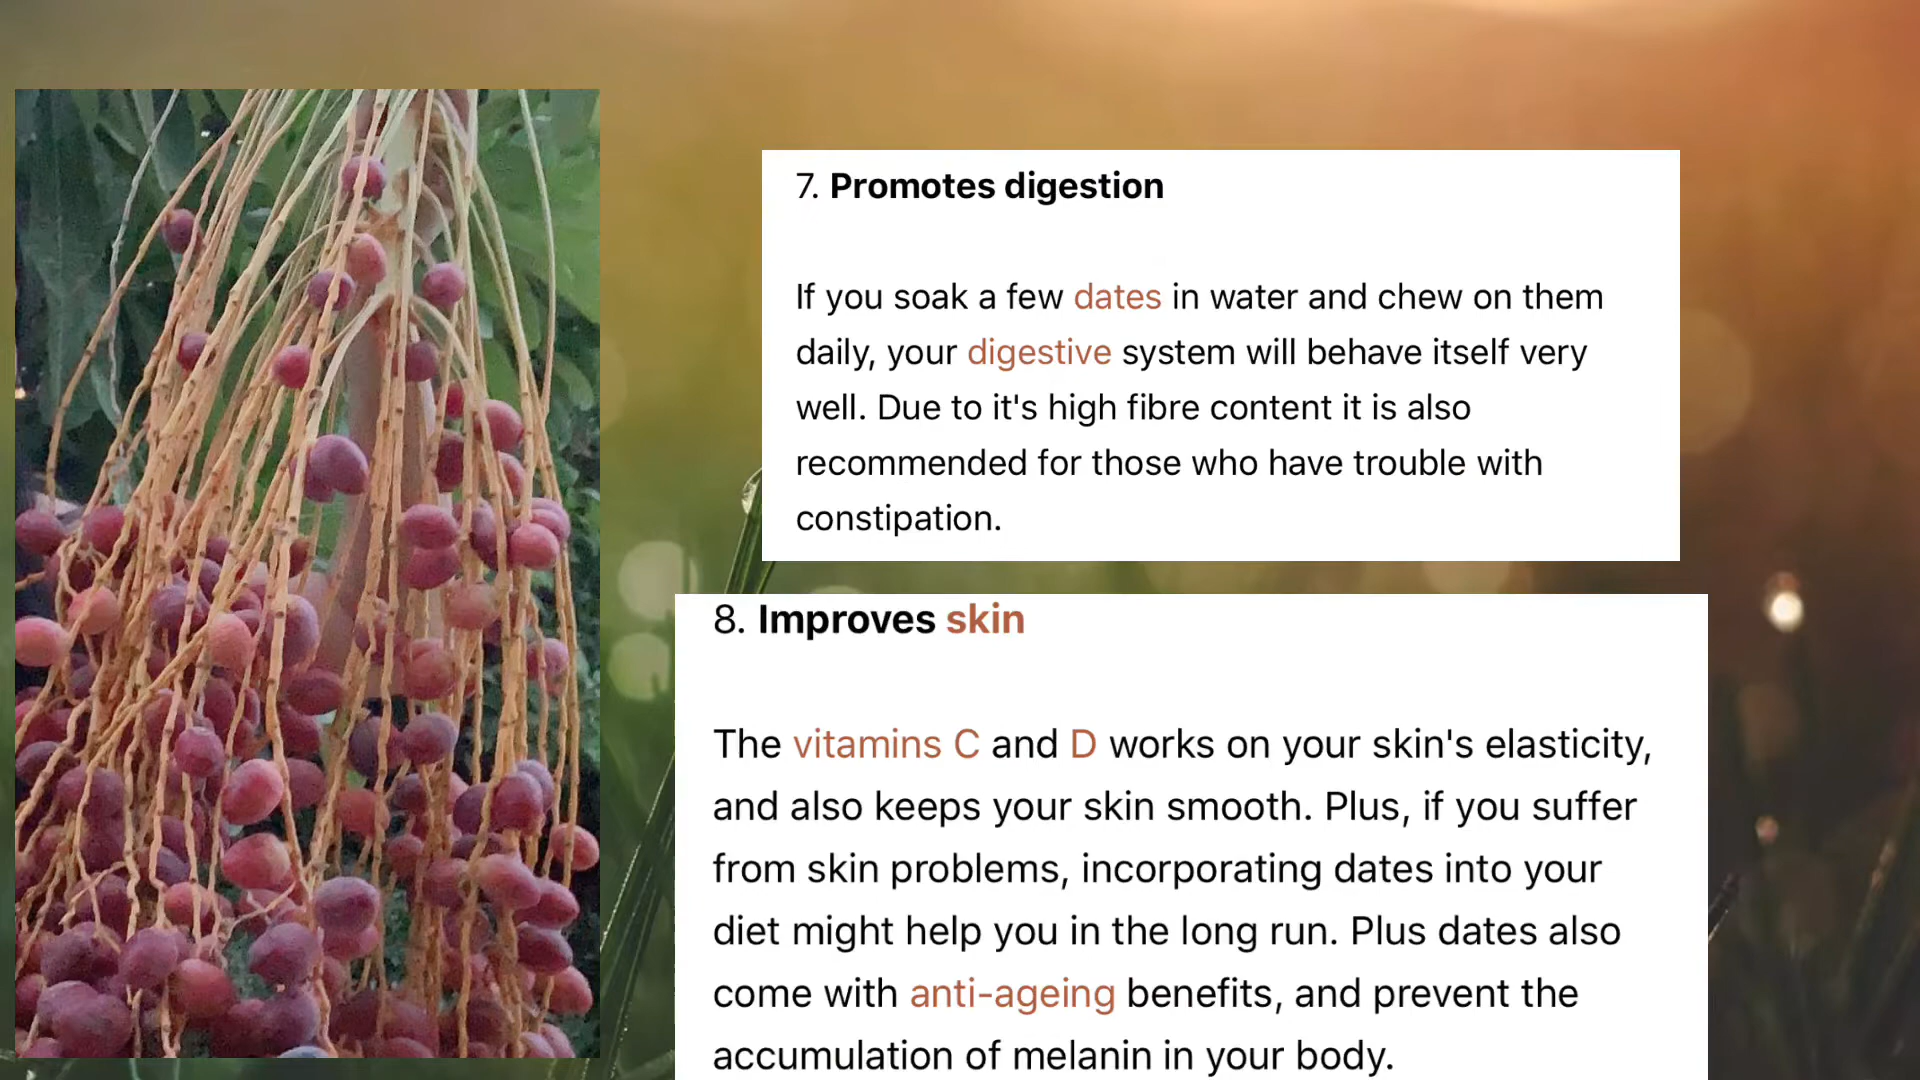 7. Promotes digestion
If you soak a few dates in water and chew on them
daily, your digestive system will behave itself very
well. Due to it's high fibre content it is also
recommended for those who have trouble with
constipation.
8. Improves skin
The vitamins C and D works on your skin's elasticity,
and also keeps your skin smooth. Plus, if you suffer
from skin problems, incorporating dates into your
diet might help you in the long run. Plus dates also
come with anti-ageing benefits, and prevent the
accumulation of melanin in your body.